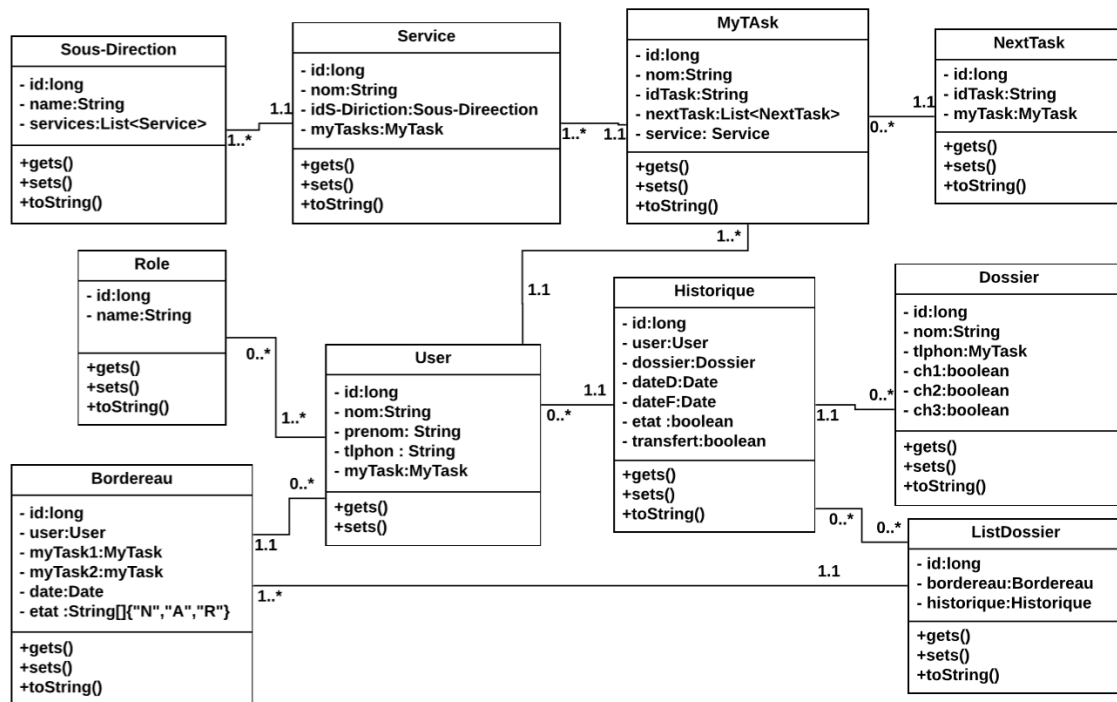 Sous-Direction
- id:long
- name:String
- services:List<Service>
+gets()
+sets()
+toString()
1..*
1.1
Service
- id:long
- nom:String
- idS-Diriction:Sous-Direection
- myTasks:MyTask
+gets()
+sets()
+toString()
1..*
1.1
MyTAsk
- id:long
- nom:String
- idTask:String
- nextTask:List<NextTask>
- service: Service
+gets()
+sets()
+toString()
0..*
1.1
NextTask
- id:long
- idTask:String
- myTask:MyTask
+gets()
+sets()
+toString()
1..*
1.1
Role
- id:long
- name:String
+gets()
+sets()
+toString()
0..*
1..*
User
- id:long
- nom:String
- prenom: String
- tlphon : String
- myTask:MyTask
+gets()
+sets()
0..*
1.1
Historique
- id:long
- user:User
- dossier:Dossier
- dateD:Date
- dateF:Date
- etat :boolean
- transfert:boolean
+gets()
+sets()
+toString()
1.1
0..*
Dossier
- id:long
- nom:String
- tlphon:MyTask
- ch1:boolean
- ch2:boolean
- ch3:boolean
+gets()
+sets()
+toString()
Bordereau
- id:long
- user:User
- myTask1:MyTask
- myTask2:myTask
- date:Date
- etat :String[]{"N","A","R"}
+gets()
+sets()
+toString()
0..*
1.1
1..*
1.1
0..*
0..*
ListDossier
- id:long
- bordereau:Bordereau
- historique:Historique
+gets()
+sets()
+toString()